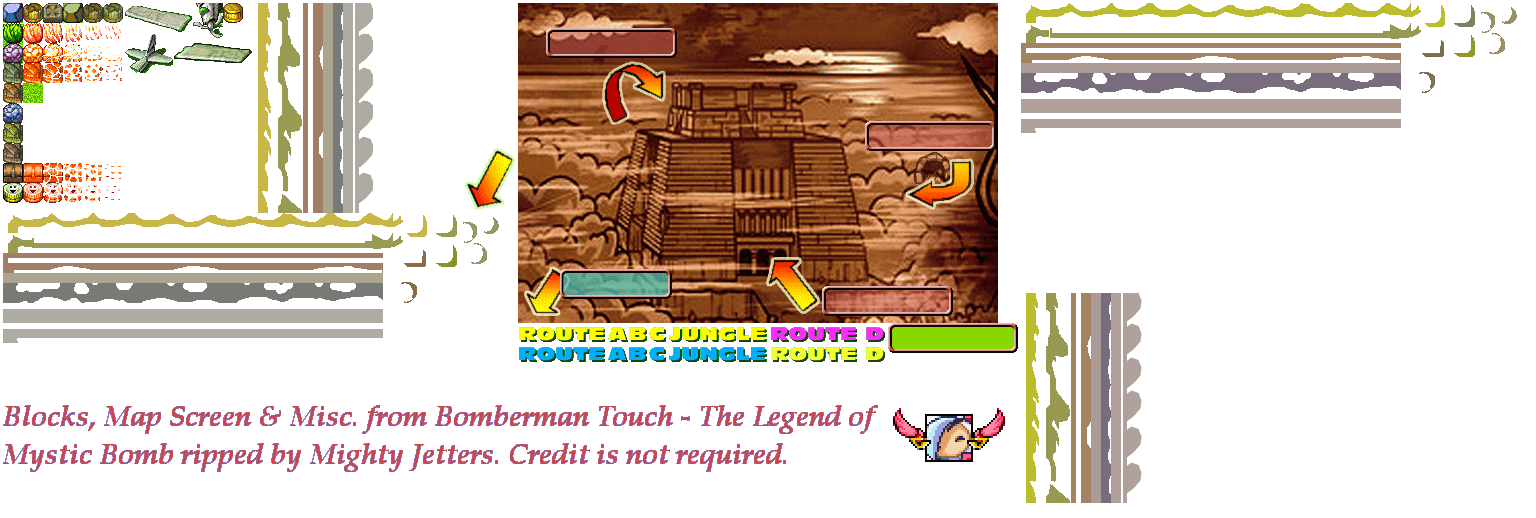 ROUTE A B C JUNGLE ROUTE D
ROUTE A B C JUNGLE ROUTE D
Blocks, Map Screen & Misc. from Bomberman Touch - The Legend of
Mystic Bomb ripped by Mighty Jetters. Credit is not required.